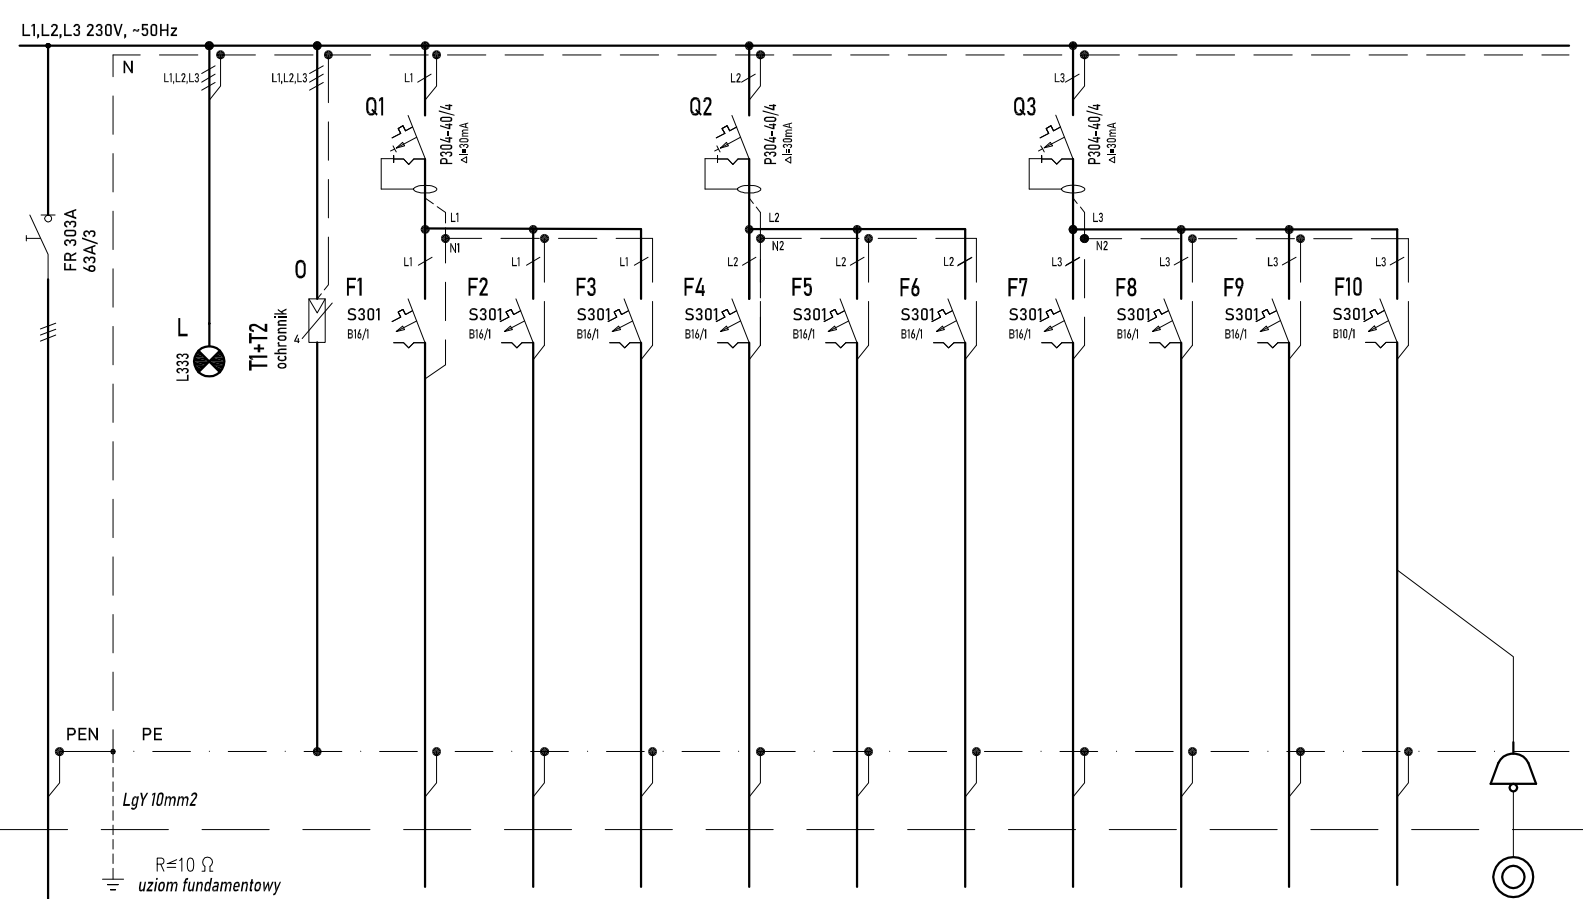 L1,L2,L3 230V, ~50Hz
N
L1,L2,L3
L1,L2,L3
L1
L2
L3
Q1
P304-40/4
ΔI=30mA
Q2
P304-40/4
ΔI=30mA
Q3
P304-40/4
ΔI=30mA
FR 303A
63A/3
L1
N1
L2
N2
L3
N2
L1
L1
L1
L2
L2
L2
L3
L3
L3
L3
O
T1+T2
ochronnik
4
L
L333
F1
S301
B16/1
F2
S301
B16/1
F3
S301
B16/1
F4
S301
B16/1
F5
S301
B16/1
F6
S301
B16/1
F7
S301
B16/1
F8
S301
B16/1
F9
S301
B16/1
F10
S301
B10/1
PEN
PE
LgY 10mm2
R≤10 Ω
uziom fundamentowy